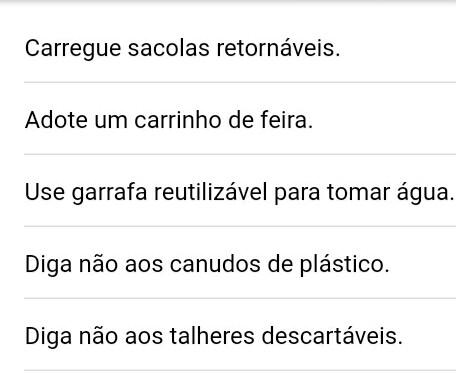 Carregue sacolas retornáveis.
Adote um carrinho de feira.
Use garrafa reutilizável para tomar água.
Diga não aos canudos de plástico.
Diga não aos talheres descartáveis.